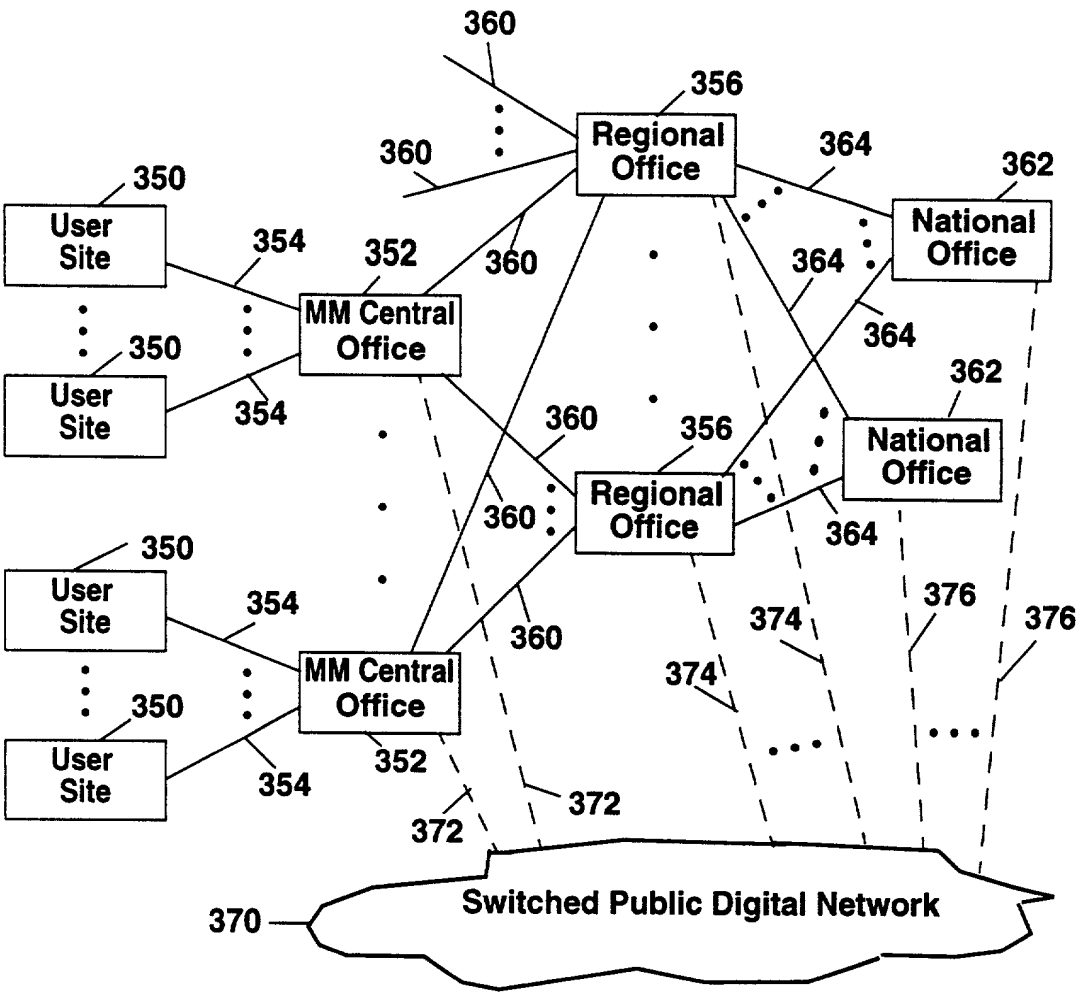 360
356
Regional
Office
360
364
362
National
Office
350
User
Site
354
352
360
364
MM Central
Office
364
350
User
Site
354
362
360
356
National
Office
Regional
Office
360
364
350
User
Site
354
360
374
376
376
MM Central
Office
374
350
User
Site
354
352
372
372
Switched Public Digital Network
370